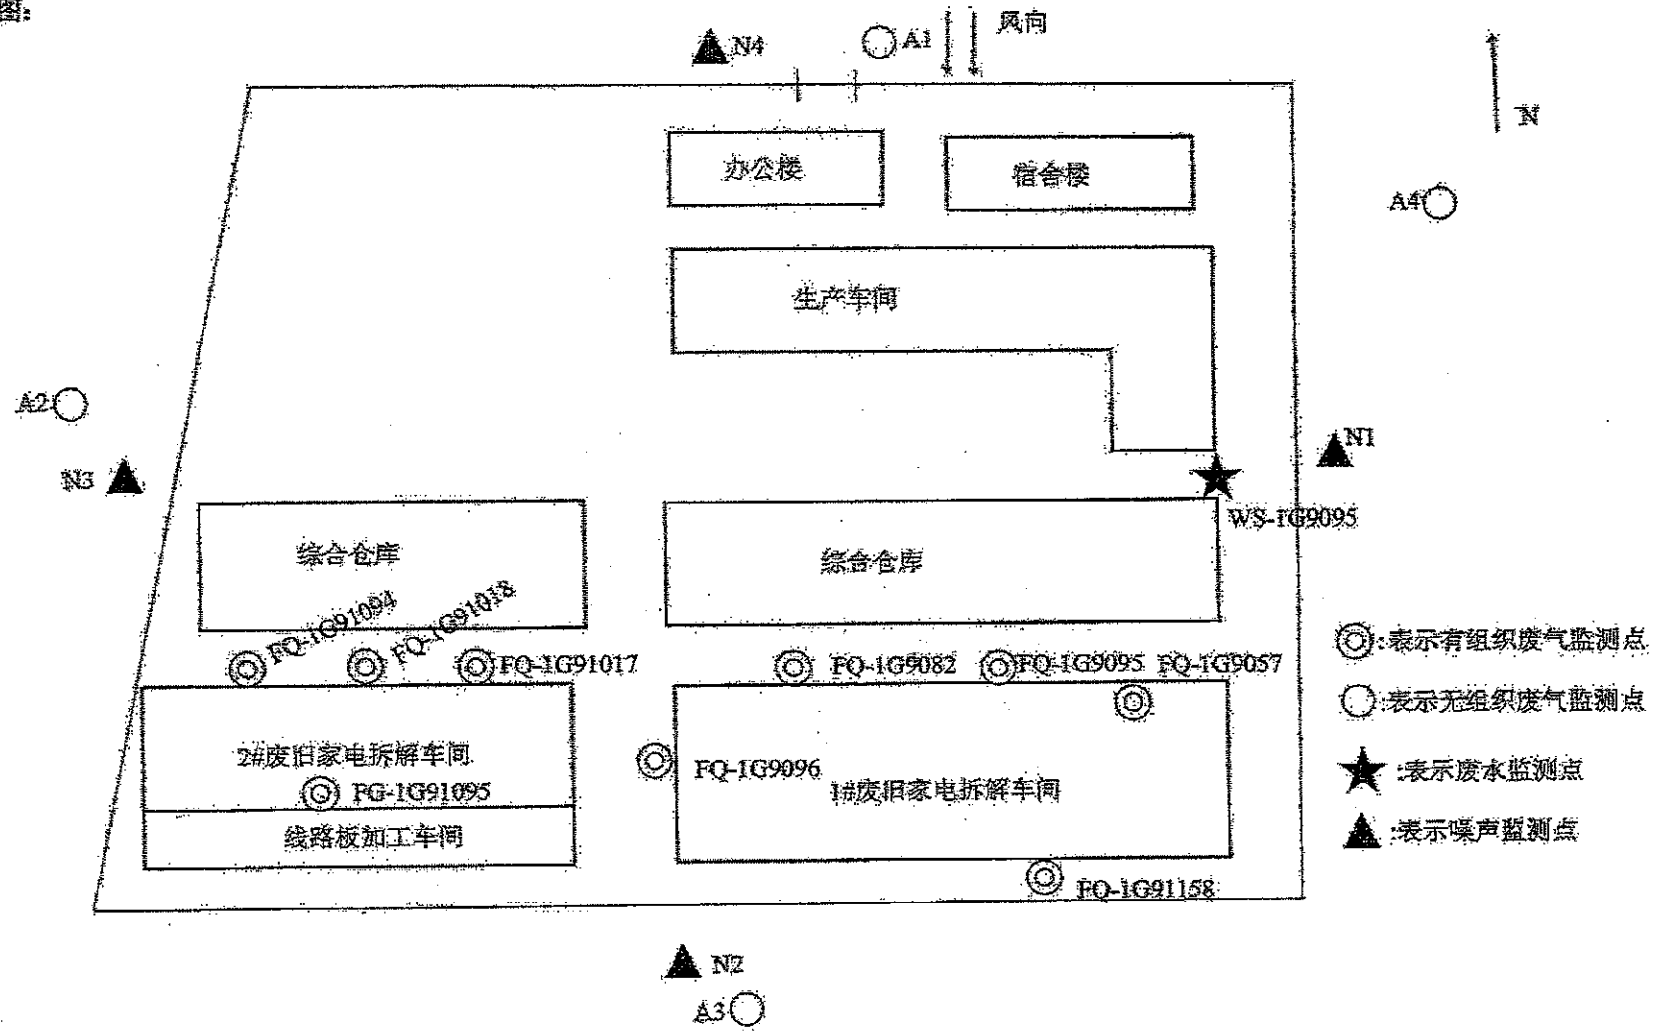 图:
N4
A1
风向
N
办公楼
宿舍楼
A4
生产车间
A2
N3
N1
WS-1G9095
综合仓库
综合仓库
FQ-1G91094
FQ-1G91018
FQ-1G91017
FQ-1G9082
FQ-1G9095
FQ-1G9057
:表示有组织废气监测点
:表示无组织废气监测点
:表示废水监测点
:表示噪声监测点
2#废旧家电拆解车间
FG-1G91095
线路板加工车间
FQ-1G9096
1#废旧家电拆解车间
FQ-1G91158
N2
A3